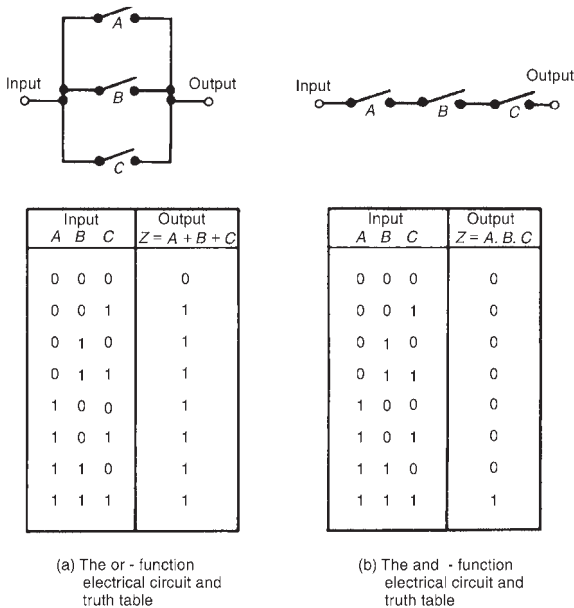 A
Input
B
Output
C
Input
Output
A B C
Input Output
A B C Z = A + B + C
0 0 0 0
0 0 1 1
0 1 0 1
0 1 1 1
1 0 0 1
1 0 1 1
1 1 0 1
1 1 1 1
(a) The or - function
electrical circuit and
truth table
Input Output
A B C Z = A. B. C
0 0 0 0
0 0 1 0
0 1 0 0
0 1 1 0
1 0 0 0
1 0 1 0
1 1 0 0
1 1 1 1
(b) The and - function
electrical circuit and
truth table